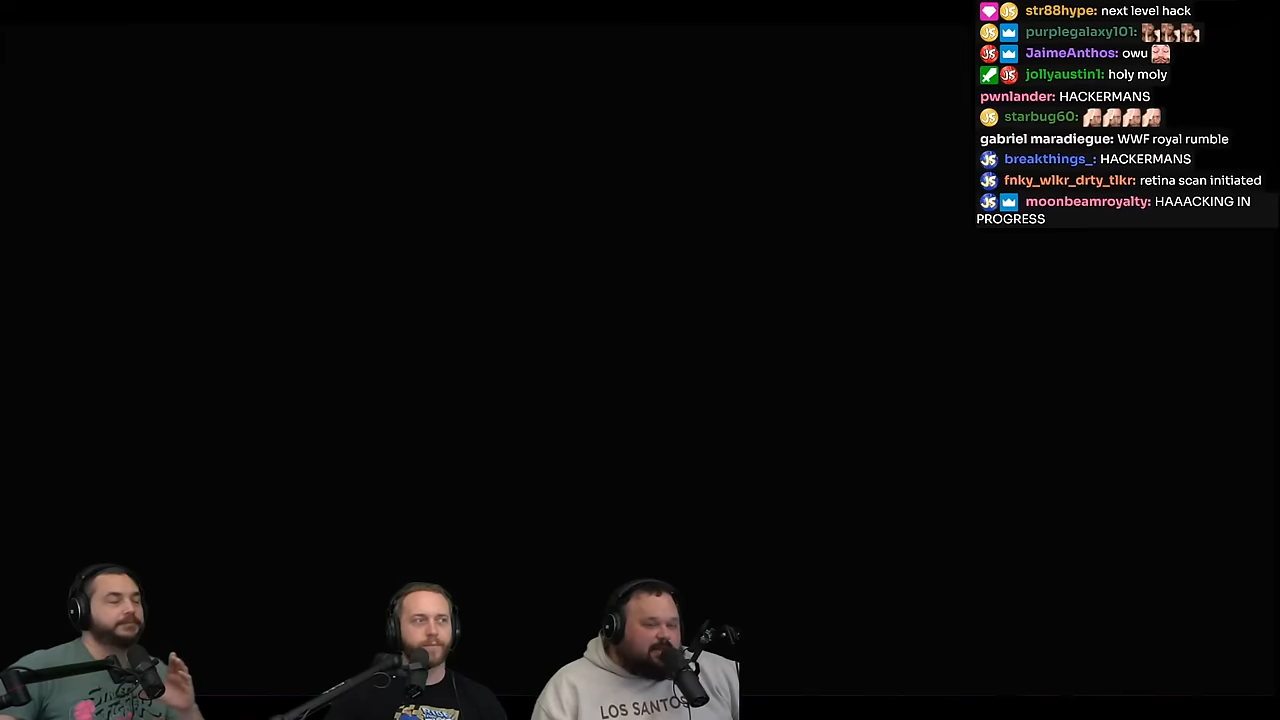 str88hype: next level hack
purplegalaxy101:
JaimeAnthos: owu
jollyaustin1: holy moly
pwnlander: HACKERMANS
starbug60:
gabriel maradiegue: WWF royal rumble
breakthings_: HACKERMANS
fnky_wlkr_drty_tlkr: retina scan initiated
moonbeamroyalty: HAAACKING IN
PROGRESS
LOS SANTOS